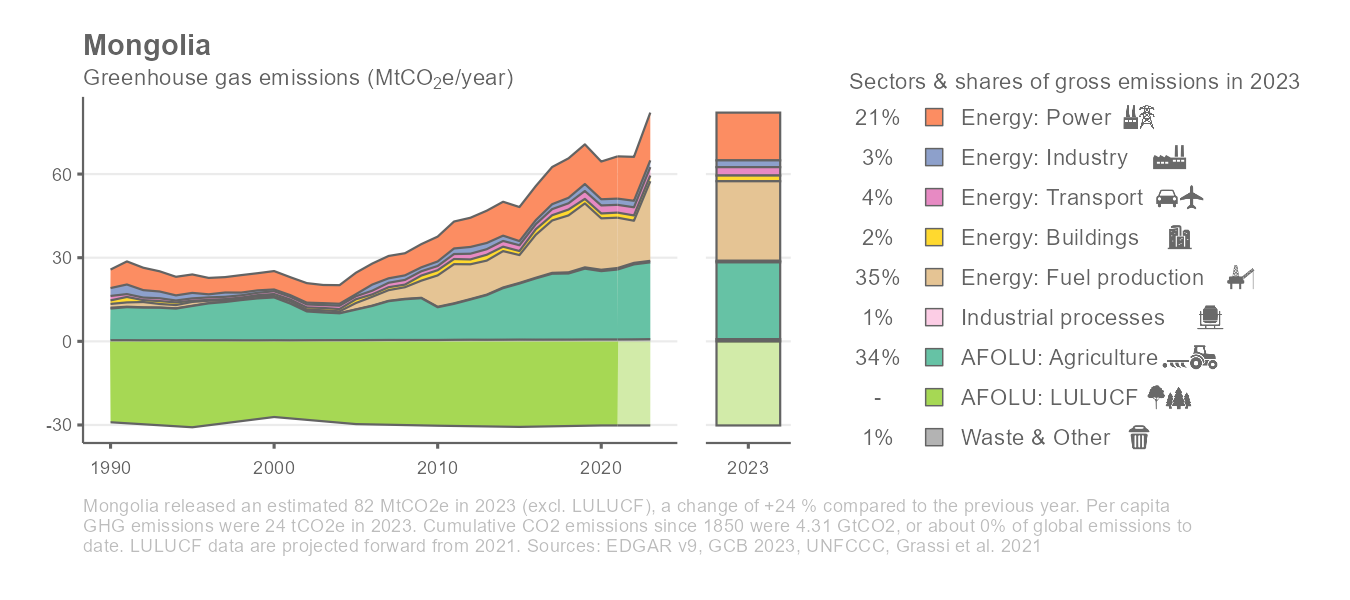 Mongolia
Greenhouse gas emissions (MtCO₂e/year)
60
30
0
-30
1990
2000
2010
2020
2023
Sectors & shares of gross emissions in 2023
21% Energy: Power
3% Energy: Industry
4% Energy: Transport
2% Energy: Buildings
35% Energy: Fuel production
1% Industrial processes
34% AFOLU: Agriculture
- AFOLU: LULUCF
1% Waste & Other
Mongolia released an estimated 82 MtCO2e in 2023 (excl. LULUCF), a change of +24 % compared to the previous year. Per capita
GHG emissions were 24 tCO2e in 2023. Cumulative CO2 emissions since 1850 were 4.31 GtCO2, or about 0% of global emissions to
date. LULUCF data are projected forward from 2021. Sources: EDGAR v9, GCB 2023, UNFCCC, Grassi et al. 2021